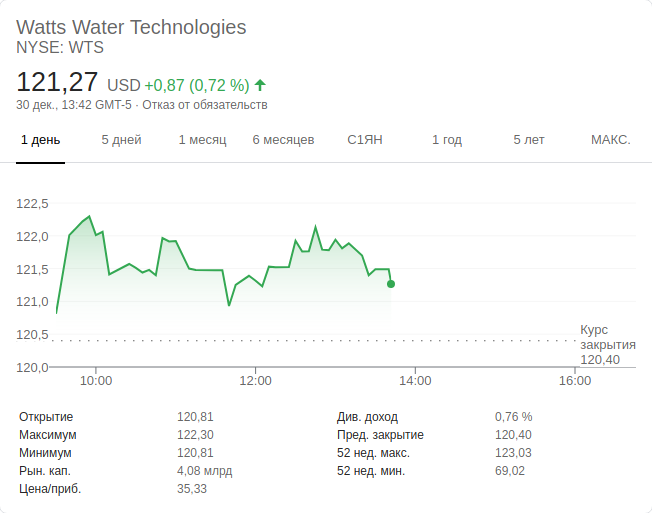 Watts Water Technologies
NYSE: WTS
121,27 USD +0,87 (0,72 %)
30 дек., 13:42 GMT-5 · Отказ от обязательств
1 день 5 дней 1 месяц 6 месяцев С1ЯН 1 год 5 лет МАКС.
122,5
122,0
121,5
121,0
120,5
120,0
Курс
закрытия
120,40
10:00 12:00 14:00 16:00
Открытие 120,81 Див. доход 0,76 %
Максимум 122,30 Пред. закрытие 120,40
Минимум 120,81 52 нед. макс. 123,03
Рын. кап. 4,08 млрд 52 нед. мин. 69,02
Цена/приб. 35,33